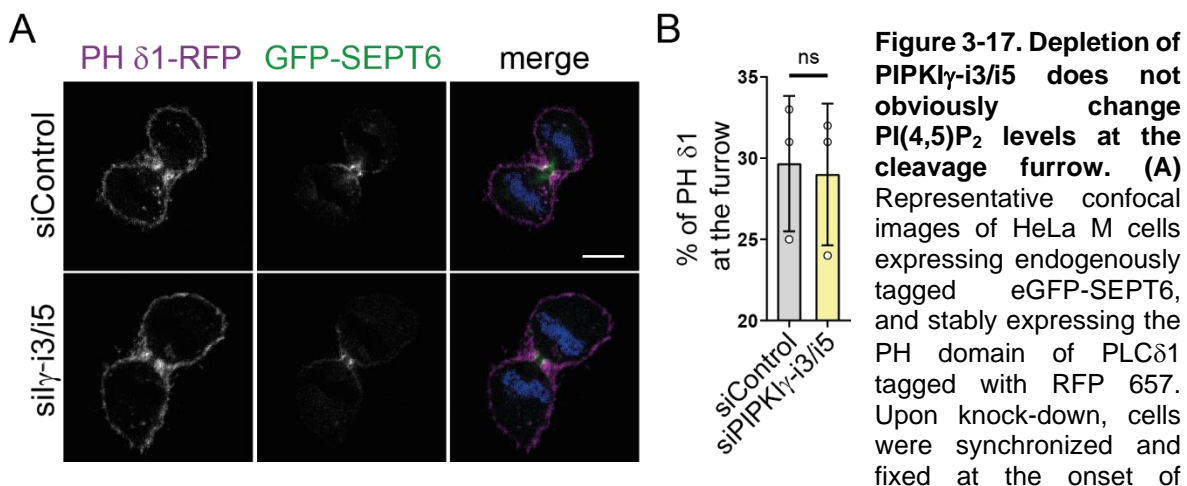 A
PH δ1-RFP GFP-SEPT6 merge
siControl
siIγ-i3/i5
B
ns
35
30
25
20
% of PH δ1
at the furrow
siControl
siPIPKIγ-i3/i5
Figure 3-17. Depletion of
PIPKIγ-i3/i5 does not
obviously change
PI(4,5)P₂ levels at the
cleavage furrow. (A)
Representative confocal
images of HeLa M cells
expressing endogenously
tagged eGFP-SEPT6,
and stably expressing the
PH domain of PLCδ1
tagged with RFP 657.
Upon knock-down, cells
were synchronized and
fixed at the onset of